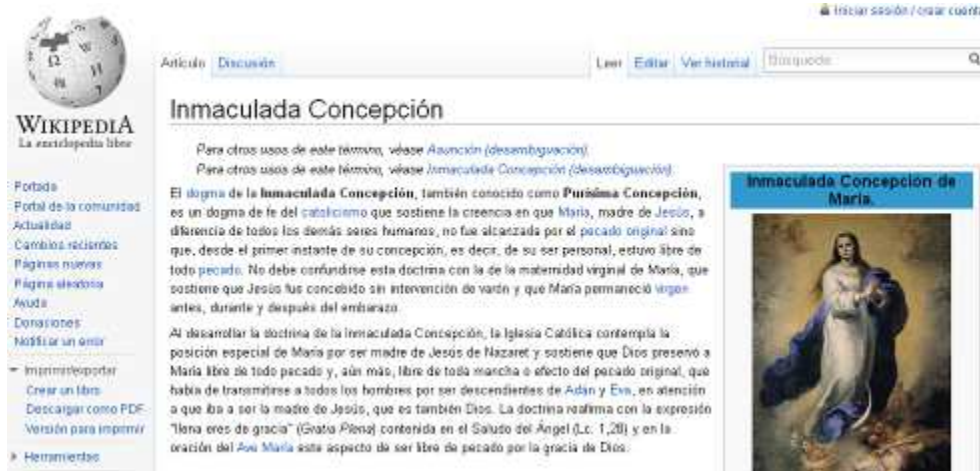 Iniciar sesión / crear cuenta
Artículo Discusión Leer Editar Ver historial Búsqueda
WIKIPEDIA
La enciclopedia libre
Portada
Portal de la comunidad
Actualidad
Cambios recientes
Páginas nuevas
Página aleatoria
Ayuda
Donaciones
Notificar un error
Imprimir/exportar
Crear un libro
Descargar como PDF
Versión para imprimir
Herramientas
Inmaculada Concepción
Para otros usos de este término, véase Asunción (desambiguación).
Para otros usos de este término, véase Inmaculada Concepción (desambiguación).
El dogma de la Inmaculada Concepción, también conocido como Purísima Concepción,
es un dogma de fe del catolicismo que sostiene la creencia en que María, madre de Jesús, a
diferencia de todos los demás seres humanos, no fue alcanzada por el pecado original sino
que, desde el primer instante de su concepción, es decir, de su ser personal, estuvo libre de
todo pecado. No debe confundirse esta doctrina con la de la maternidad virginal de María, que
sostiene que Jesús fue concebido sin intervención de varón y que María permaneció virgen
antes, durante y después del embarazo.
Al desarrollar la doctrina de la Inmaculada Concepción, la Iglesia Católica contempla la
posición especial de María por ser madre de Jesús de Nazaret y sostiene que Dios preservó a
María libre de todo pecado y, aún más, libre de toda mancha o efecto del pecado original, que
había de transmitirse a todos los hombres por ser descendientes de Adán y Eva, en atención
a que iba a ser la madre de Jesús, que es también Dios. La doctrina reafirma con la expresión
"llena eres de gracia" (Gratia Plena) contenida en el Saludo del Ángel (Lc. 1,28) y en la
oración del Ave María este aspecto de ser libre de pecado por la gracia de Dios.
Inmaculada Concepcion de
Maria.